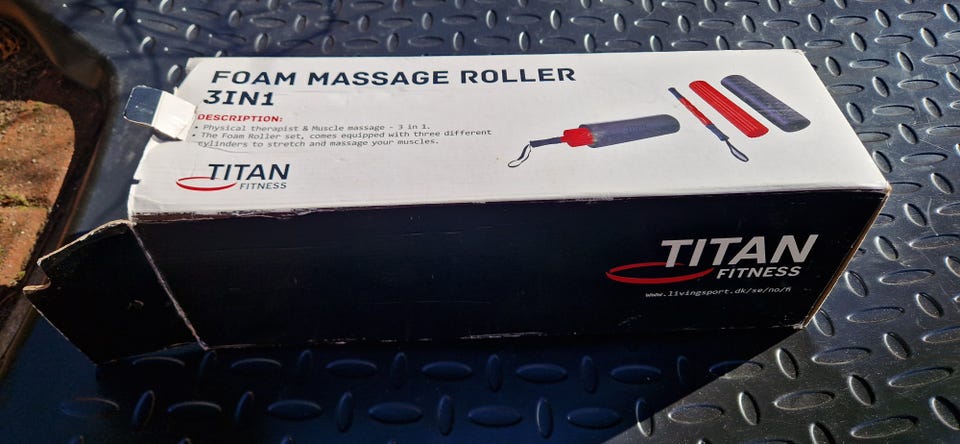 FOAM MASSAGE ROLLER
3IN1
DESCRIPTION:
• Physical therapist & Muscle massage - 3 in 1.
• The Foam Roller set, comes equipped with three different
cylinders to stretch and massage your muscles.
TITAN
FITNESS
TITAN
FITNESS
www.livingsport.dk/se/no/fi